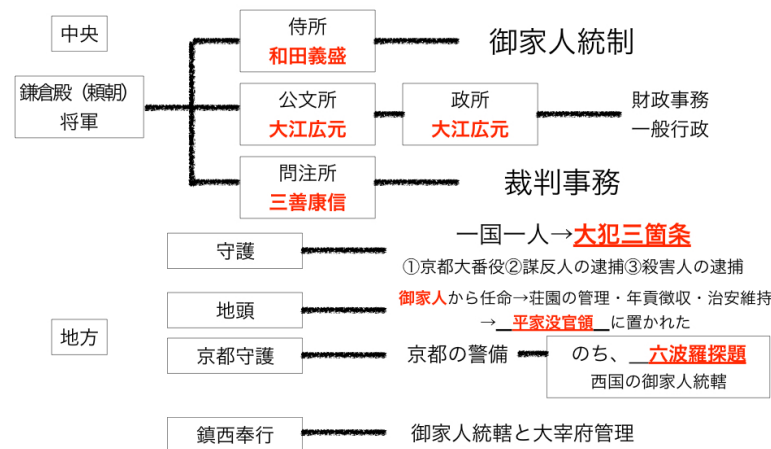 中央
鎌倉殿（頼朝）
将軍
侍所
和田義盛
御家人統制
公文所
大江広元
政所
大江広元
財政事務
一般行政
問注所
三善康信
裁判事務
地方
守護
一国一人→大犯三箇条
①京都大番役②謀反人の逮捕③殺害人の逮捕
地頭
御家人から任命→荘園の管理・年貢徴収・治安維持
→＿平家没官領＿に置かれた
京都守護
京都の警備
のち、＿六波羅探題
西国の御家人統轄
鎮西奉行
御家人統轄と大宰府管理